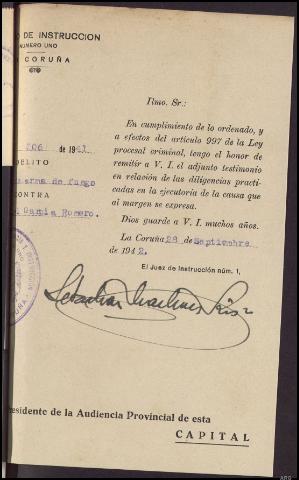 DE INSTRUCCION
NUMERO UNO
CORUÑA
Ilmo. Sr:
En cumplimiento de lo ordenado, y
a efectos del artículo 997 de la Ley
procesal criminal, tengo el honor de
remitir a V. I. el adjunto testimonio
en relación de las diligencias practi-
cadas en la ejecutoria de la causa que
al margen se expresa.
Dios guarde a V. I. muchos años.
La Coruña 28 de Septiembre
de 1942.
El Juez de Instrucción núm. 1,
206 de 1941
DELITO
arma de fuego
CONTRA
García Romero.
residente de la Audiencia Provincial de esta
CAPITAL